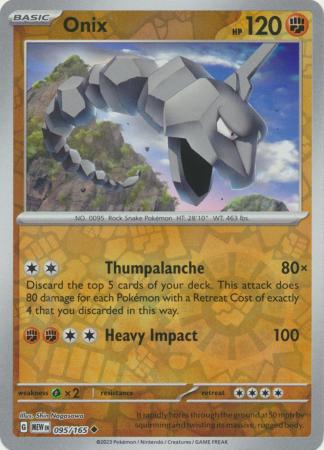 BASIC
Onix
HP 120
NO. 0095 Rock Snake Pokémon HT: 28'10" WT: 463 lbs.
Thumpalanche 80×
Discard the top 5 cards of your deck. This attack does
80 damage for each Pokémon with a Retreat Cost of exactly
4 that you discarded in this way.
Heavy Impact 100
weakness ×2 resistance retreat
Illus. Shin Nagasawa
G MEW EN 095/165
It rapidly bores through the ground at 50 mph by
squirming and twisting its massive, rugged body.
©2023 Pokémon / Nintendo / Creatures / GAME FREAK